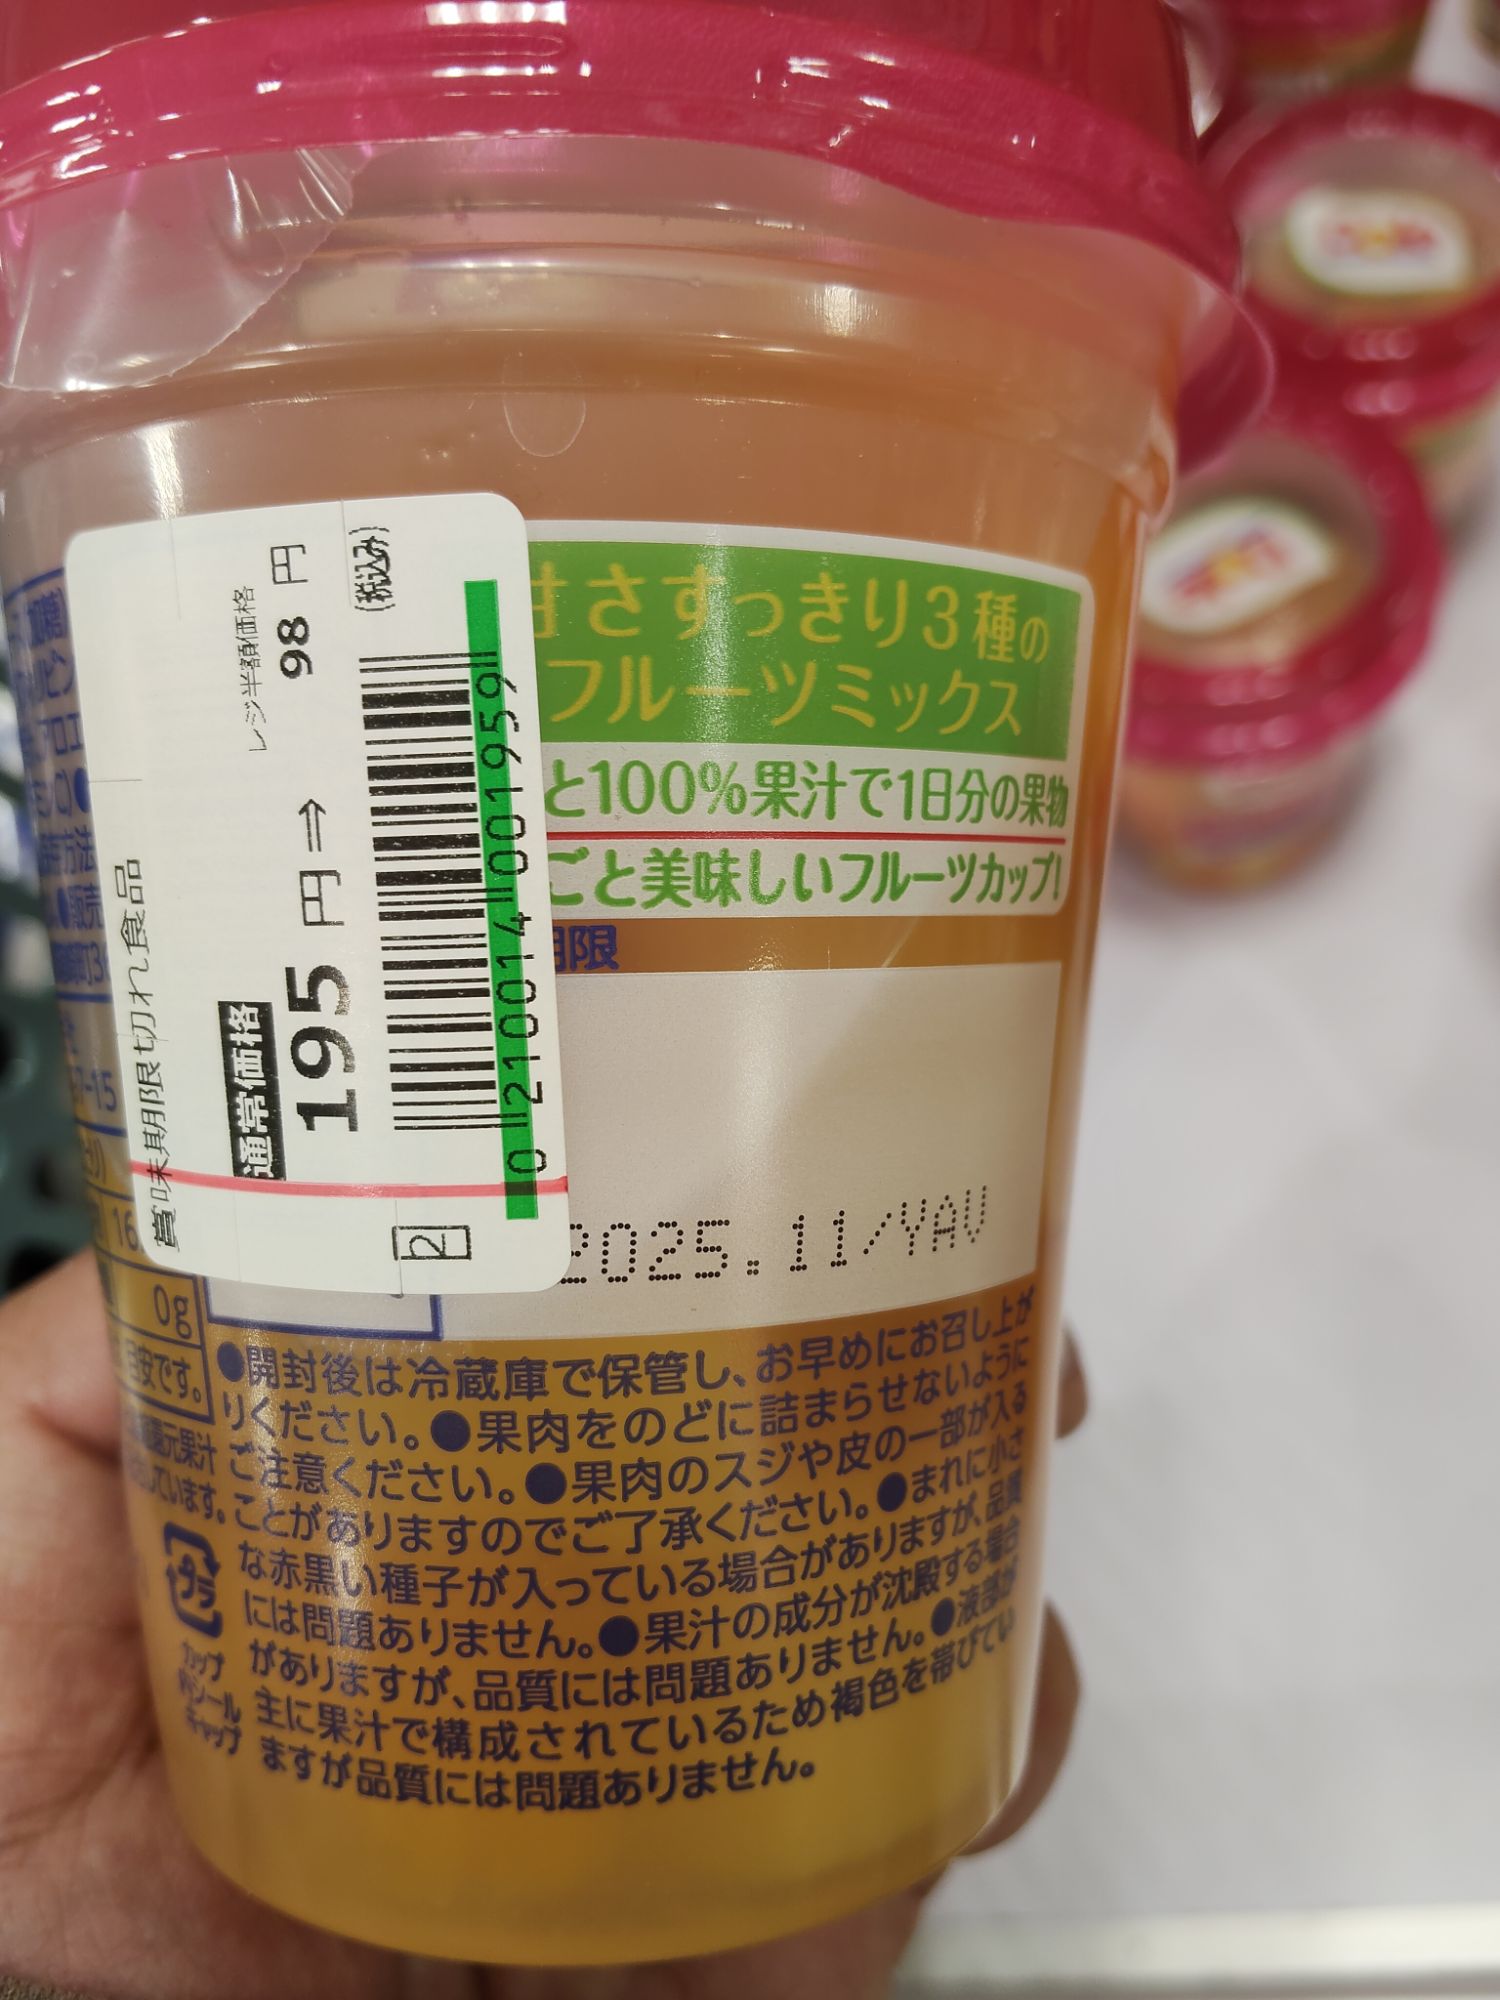 賞味期限切れ食品
通常価格
195 円⇒
レジ半額価格
98 円
(税込み)
0 210014 001959
2
甘さすっきり3種の
フルーツミックス
と100%果汁で1日分の果物
ごと美味しいフルーツカップ!
期限
2025.11/YAV
0g
目安です。
還元果汁
しています。
プラ
カップ
シール
キャップ
●開封後は冷蔵庫で保管し、お早めにお召し上が
りください。●果肉をのどに詰まらせないように
ご注意ください。●果肉のスジや皮の一部が入る
ことがありますのでご了承ください。●まれに小さ
な赤黒い種子が入っている場合がありますが、品質
には問題ありません。●果汁の成分が沈殿する場合
がありますが、品質には問題ありません。●液部が
主に果汁で構成されているため褐色を帯びてい
ますが品質には問題ありません。